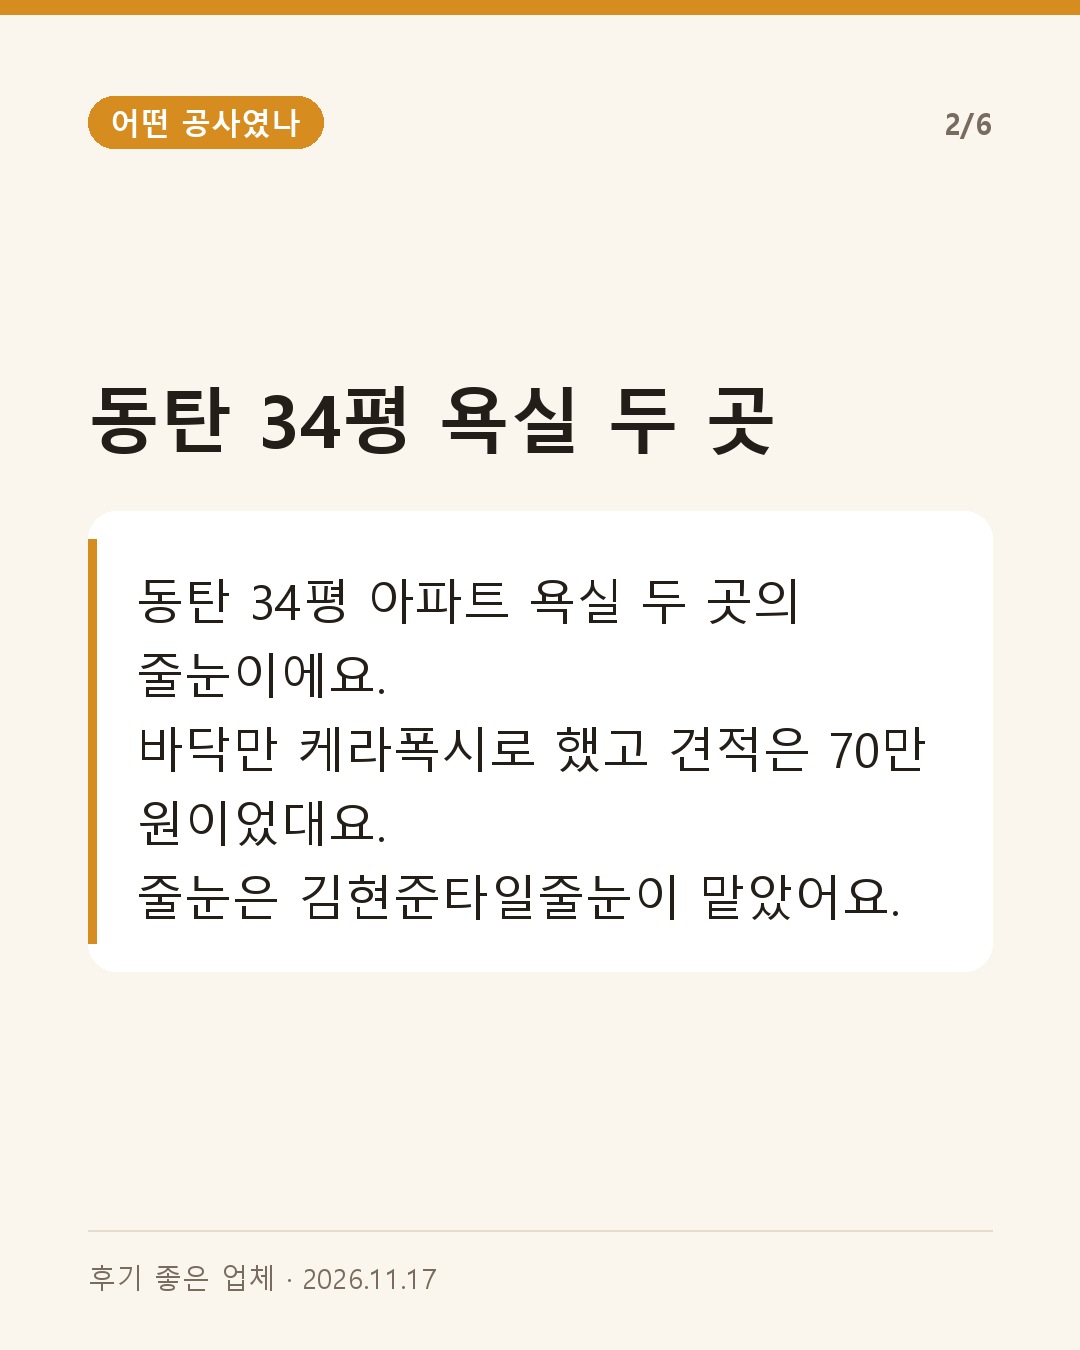 어떤 공사였나
2/6
동탄 34평 욕실 두 곳
동탄 34평 아파트 욕실 두 곳의
줄눈이에요.
바닥만 케라폭시로 했고 견적은 70만
원이었대요.
줄눈은 김현준타일줄눈이 맡았어요.
후기 좋은 업체 · 2026.11.17